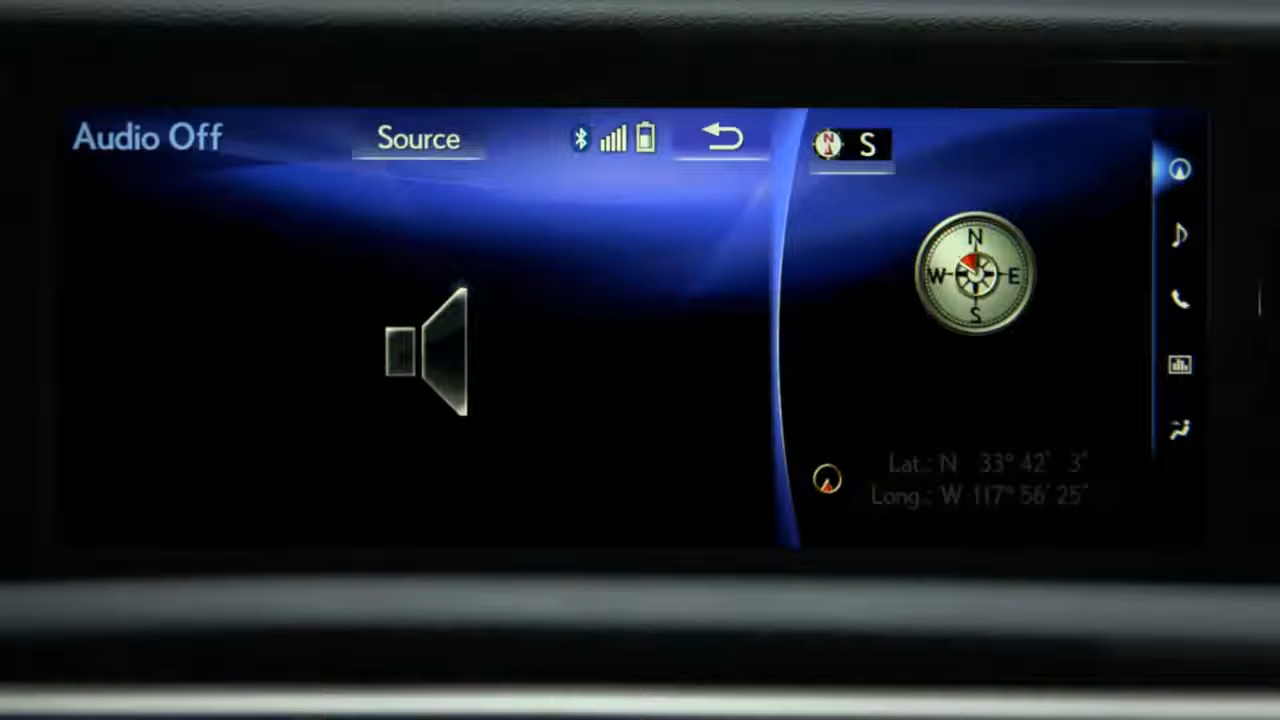 Audio Off
Source
N S
N
W E
S
Lat.: N 33° 42' 3"
Long.: W 117° 56' 25"